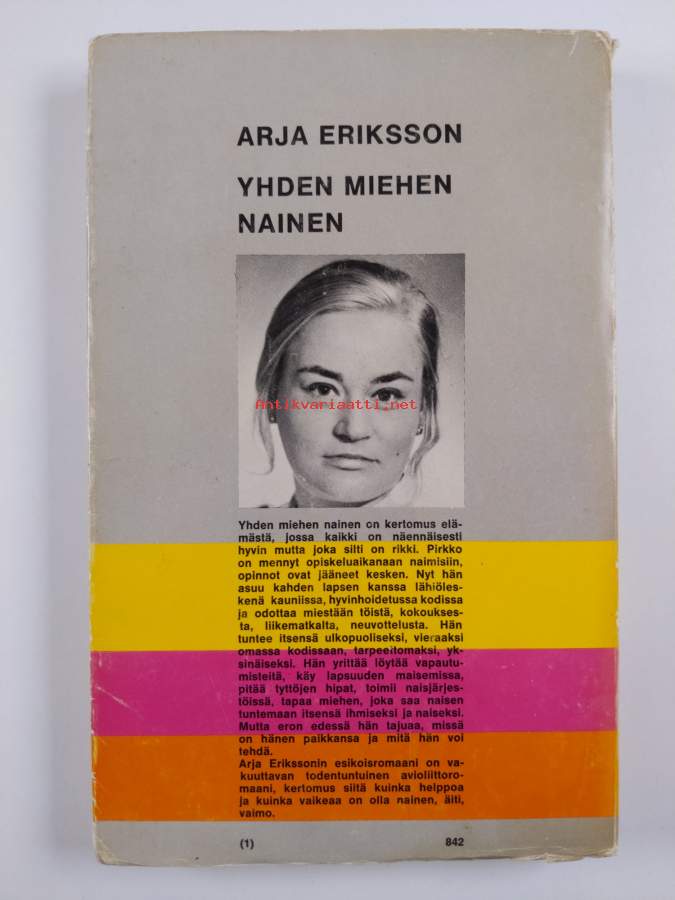 ARJA ERIKSSON
YHDEN MIEHEN
NAINEN
Antikvariaatti.net
Yhden miehen nainen on kertomus elä-
mästä, jossa kaikki on näennäisesti
hyvin mutta joka silti on rikki. Pirkko
on mennyt opiskeluaikanaan naimisiin,
opinnot ovat jääneet kesken. Nyt hän
asuu kahden lapsen kanssa lähiöles-
kenä kauniissa, hyvinhoidetussa kodissa
ja odottaa miestään töistä, kokoukses-
ta, liikematkalta, neuvottelusta. Hän
tuntee itsensä ulkopuoliseksi, vieraaksi
omassa kodissaan, tarpeettomaksi, yk-
sinäiseksi. Hän yrittää löytää vapautu-
misteitä, käy lapsuuden maisemissa,
pitää tyttöjen hipat, toimii naisjärjes-
töissä, tapaa miehen, joka saa naisen
tuntemaan itsensä ihmiseksi ja naiseksi.
Mutta eron edessä hän tajuaa, missä
on hänen paikkansa ja mitä hän voi
tehdä.
Arja Erikssonin esikoisromaani on va-
kuuttavan todentuntuinen avioliittoro-
maani, kertomus siitä kuinka helppoa
ja kuinka vaikeaa on olla nainen, äiti,
vaimo.
(1) 842